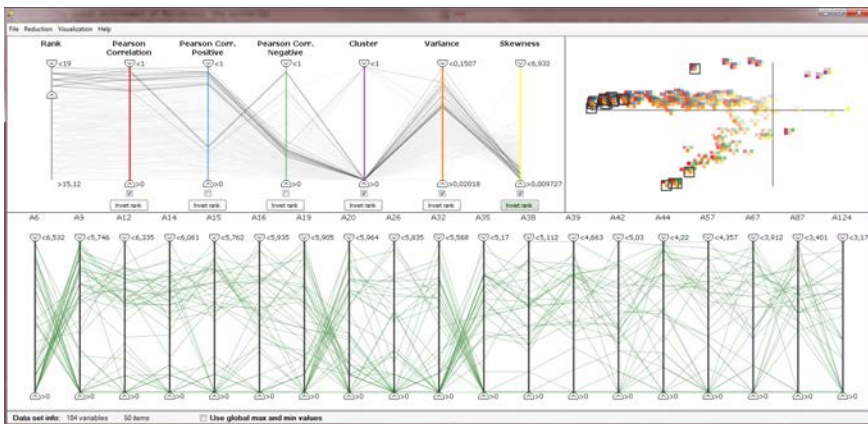 File Reduction Visualization Help
Rank Pearson Correlation Pearson Corr. Positive Pearson Corr. Negative Cluster Variance Skewness
<19 <1 <1 <1 <1 <0,1507 <6,932
>15,12 >0 >0 >0 >0 >0,02018 >0,009727
Invert rank Invert rank Invert rank Invert rank Invert rank Invert rank
A6 A9 A12 A14 A15 A16 A19 A20 A26 A32 A35 A38 A39 A42 A44 A57 A67 A87 A124
<6,532 <5,746 <6,335 <6,061 <5,762 <5,935 <5,905 <5,964 <5,835 <5,568 <5,17 <5,112 <4,663 <5,03 <4,22 <4,357 <3,912 <3,401 <3,17
>0 >0 >0 >0 >0 >0 >0 >0 >0 >0 >0 >0 >0 >0 >0 >0 >0 >0 >0
Data set info: 184 variables 50 items Use global max and min values